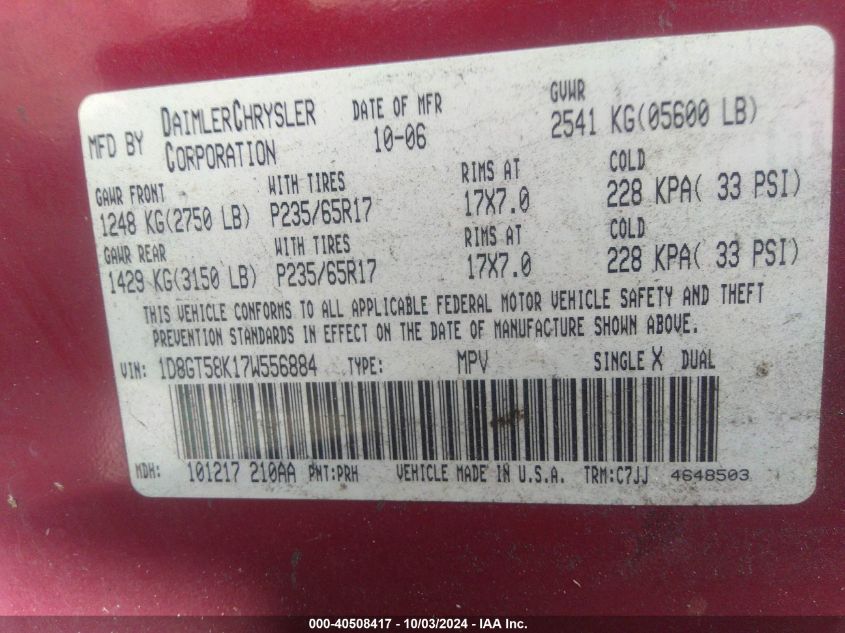 MFD BY DAIMLERCHRYSLER CORPORATION
DATE OF MFR 10-06
GVWR 2541 KG(05600 LB)
GAWR FRONT WITH TIRES RIMS AT COLD
1248 KG(2750 LB) P235/65R17 17X7.0 228 KPA( 33 PSI)
GAWR REAR WITH TIRES RIMS AT COLD
1429 KG(3150 LB) P235/65R17 17X7.0 228 KPA( 33 PSI)
THIS VEHICLE CONFORMS TO ALL APPLICABLE FEDERAL MOTOR VEHICLE SAFETY AND THEFT
PREVENTION STANDARDS IN EFFECT ON THE DATE OF MANUFACTURE SHOWN ABOVE.
VIN: 1D8GT58K17W556884 TYPE: MPV SINGLE X DUAL
MDH: 101217 210AA PNT:PRH VEHICLE MADE IN U.S.A. TRM:C7JJ 4648503
000-40508417 - 10/03/2024 - IAA Inc.